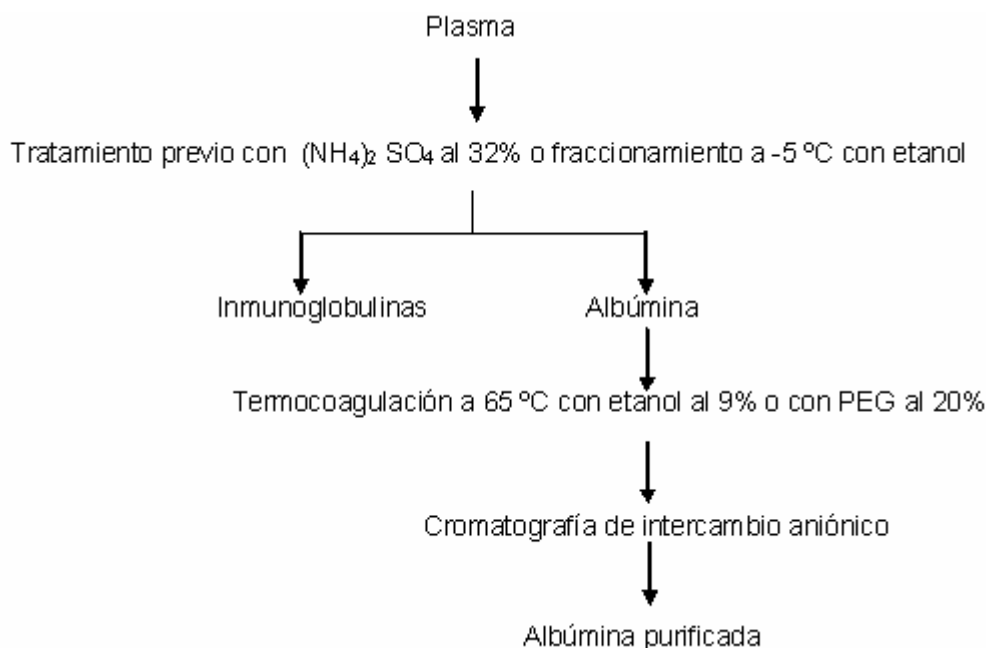 Plasma
Tratamiento previo con (NH₄)₂ SO₄ al 32% o fraccionamiento a -5 ºC con etanol
Inmunoglobulinas Albúmina
Termocoagulación a 65 ºC con etanol al 9% o con PEG al 20%
Cromatografía de intercambio aniónico
Albúmina purificada